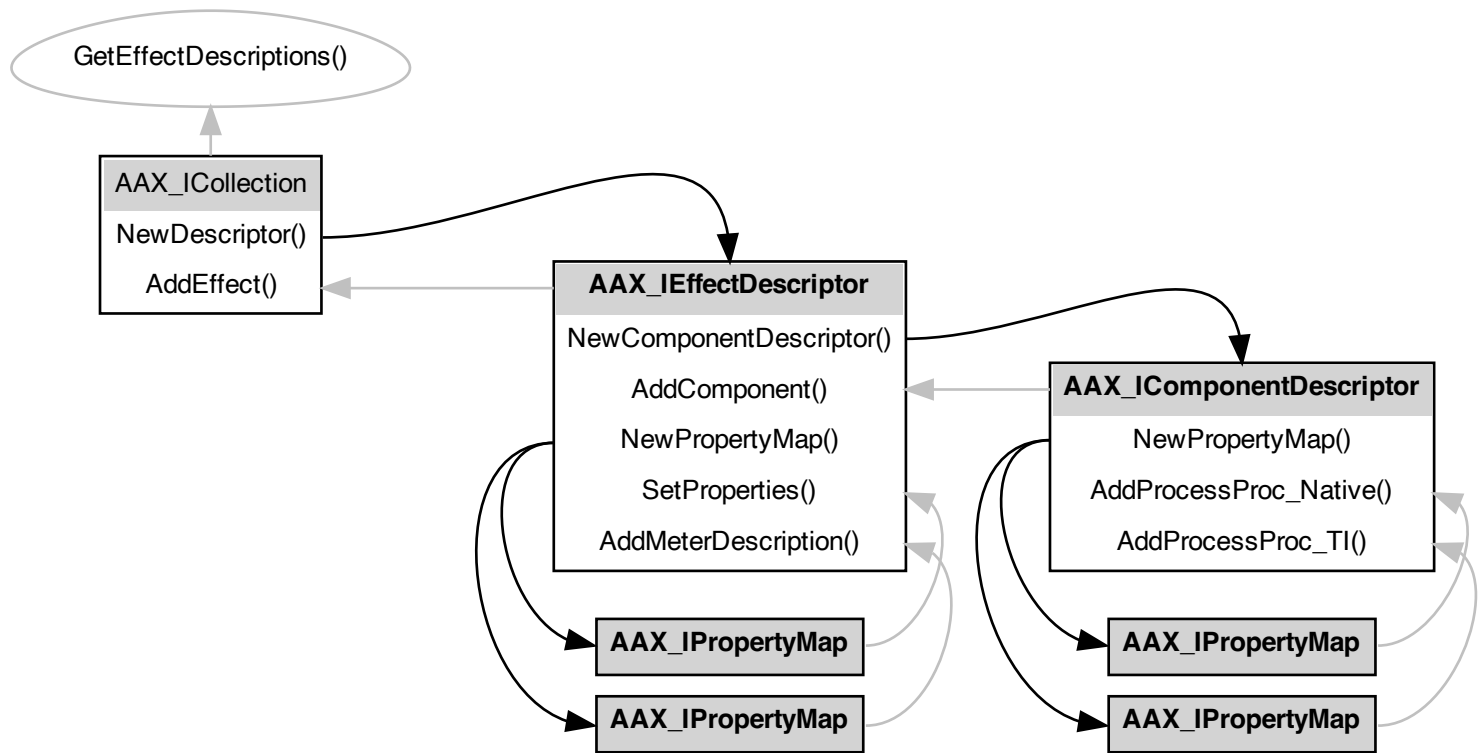 GetEffectDescriptions()
AAX_ICollection
NewDescriptor()
AddEffect()
AAX_IEffectDescriptor
NewComponentDescriptor()
AddComponent()
NewPropertyMap()
SetProperties()
AddMeterDescription()
AAX_IComponentDescriptor
NewPropertyMap()
AddProcessProc_Native()
AddProcessProc_TI()
AAX_IPropertyMap
AAX_IPropertyMap
AAX_IPropertyMap
AAX_IPropertyMap